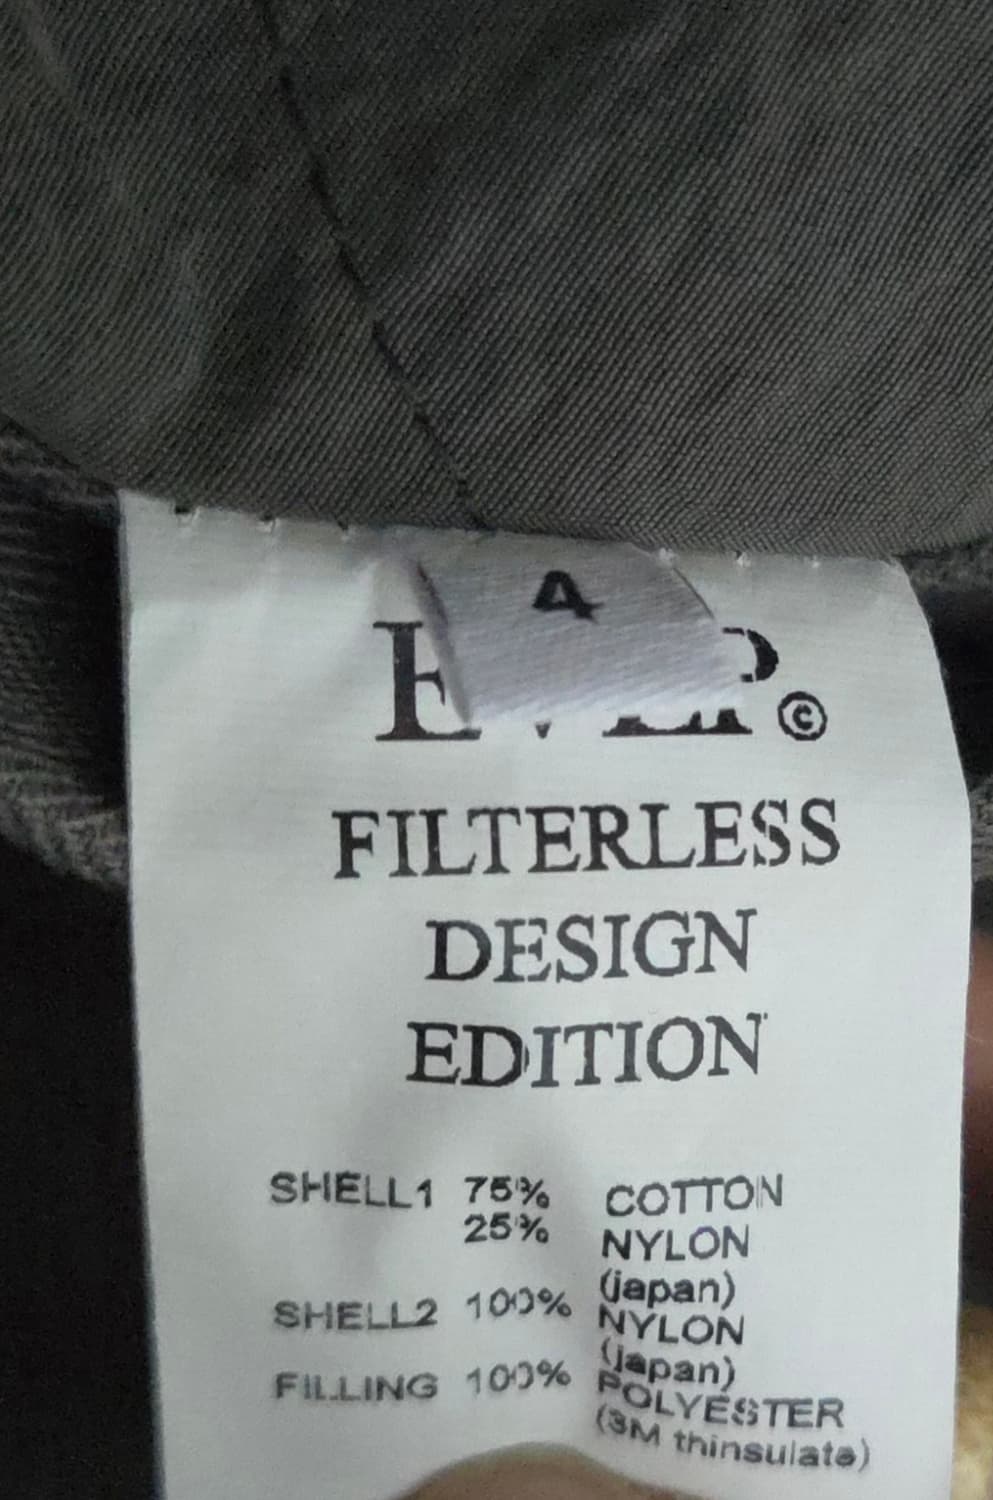 4
FILTERLESS
DESIGN
EDITION
SHELL1 75% COTTON
25% NYLON
(japan)
SHELL2 100% NYLON
(japan)
FILLING 100% POLYESTER
(3M thinsulate)